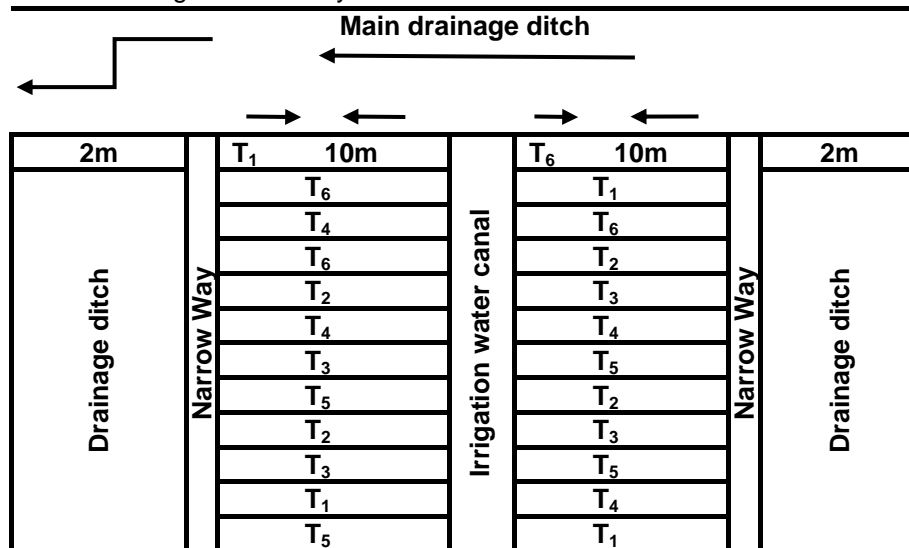 Main drainage ditch
2m T₁ 10m T₆ 10m 2m
T₆ T₁
T₄ T₆
T₆ T₂
T₂ T₃
T₄ T₄
T₃ T₅
T₅ T₂
T₂ T₃
T₃ T₅
T₁ T₄
T₅ T₁
Drainage ditch
Narrow Way
Irrigation water canal
Narrow Way
Drainage ditch